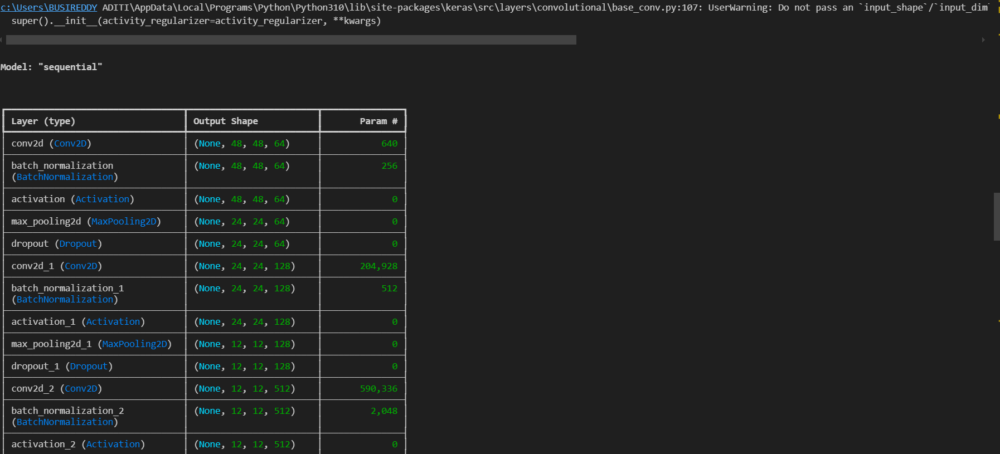 c:\Users\BUSIREDDY ADITI\AppData\Local\Programs\Python\Python310\lib\site-packages\keras\src\layers\convolutional\base_conv.py:107: UserWarning: Do not pass an `input_shape`/`input_dim`
super().__init__(activity_regularizer=activity_regularizer, **kwargs)
Model: "sequential"
Layer (type) Output Shape Param #
conv2d (Conv2D) (None, 48, 48, 64) 640
batch_normalization (None, 48, 48, 64) 256
(BatchNormalization)
activation (Activation) (None, 48, 48, 64) 0
max_pooling2d (MaxPooling2D) (None, 24, 24, 64) 0
dropout (Dropout) (None, 24, 24, 64) 0
conv2d_1 (Conv2D) (None, 24, 24, 128) 204,928
batch_normalization_1 (None, 24, 24, 128) 512
(BatchNormalization)
activation_1 (Activation) (None, 24, 24, 128) 0
max_pooling2d_1 (MaxPooling2D) (None, 12, 12, 128) 0
dropout_1 (Dropout) (None, 12, 12, 128) 0
conv2d_2 (Conv2D) (None, 12, 12, 512) 590,336
batch_normalization_2 (None, 12, 12, 512) 2,048
(BatchNormalization)
activation_2 (Activation) (None, 12, 12, 512) 0